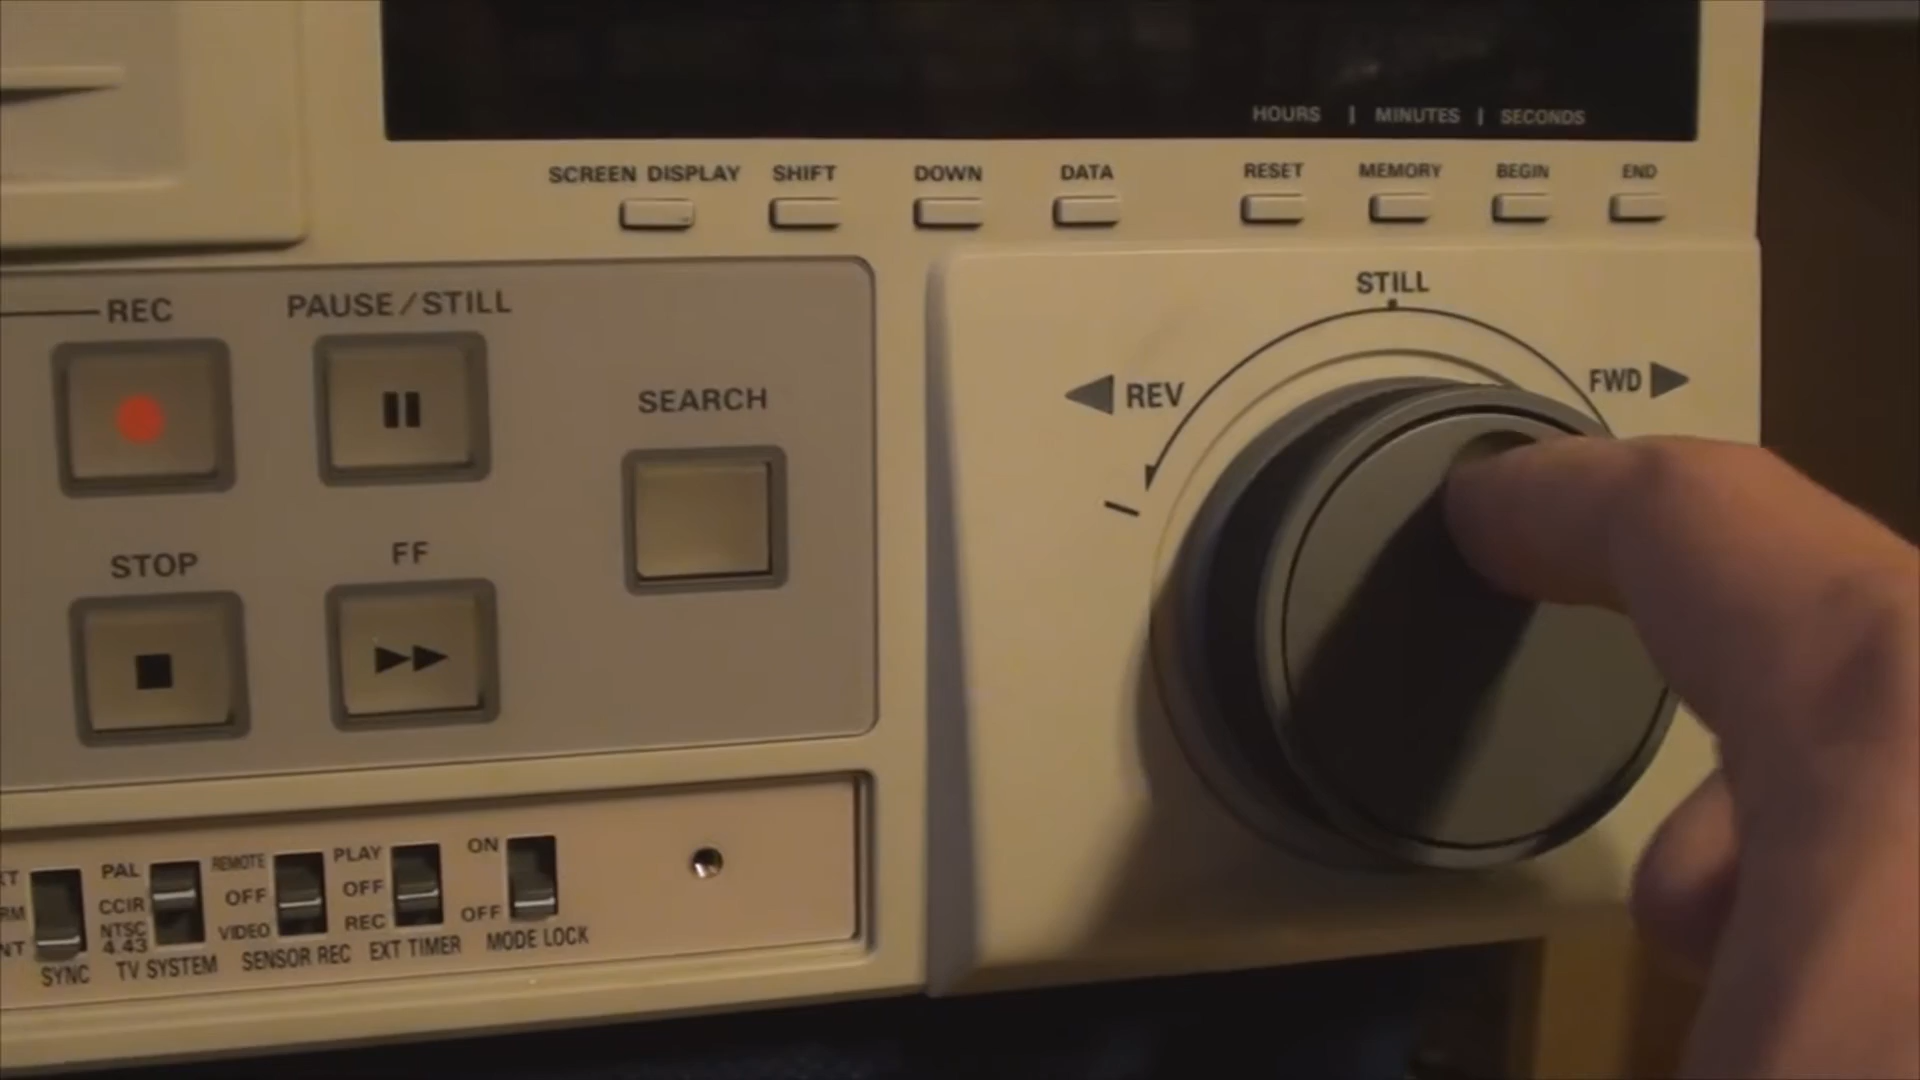 HOURS | MINUTES | SECONDS
SCREEN DISPLAY SHIFT DOWN DATA RESET MEMORY BEGIN END
STILL
REV
FWD
REC
PAUSE/STILL
SEARCH
STOP
FF
PAL
CCIR
NTSC
4.43
TV SYSTEM
REMOTE
OFF
VIDEO
SENSOR REC
PLAY
OFF
REC
EXT TIMER
ON
OFF
MODE LOCK
SYNC